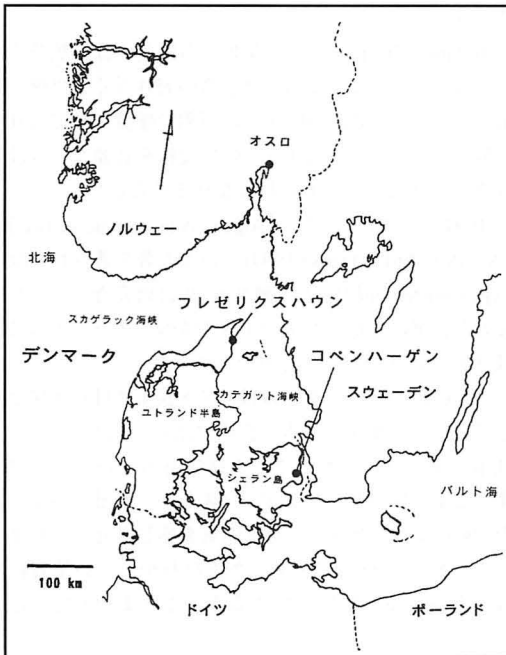 オスロ
ノルウェー
北海
フレゼリクスハウン
スカゲラック海峡
デンマーク
コペンハーゲン
カテガット海峡
スウェーデン
ユトランド半島
シェラン島
バルト海
100 km
ドイツ
ポーランド